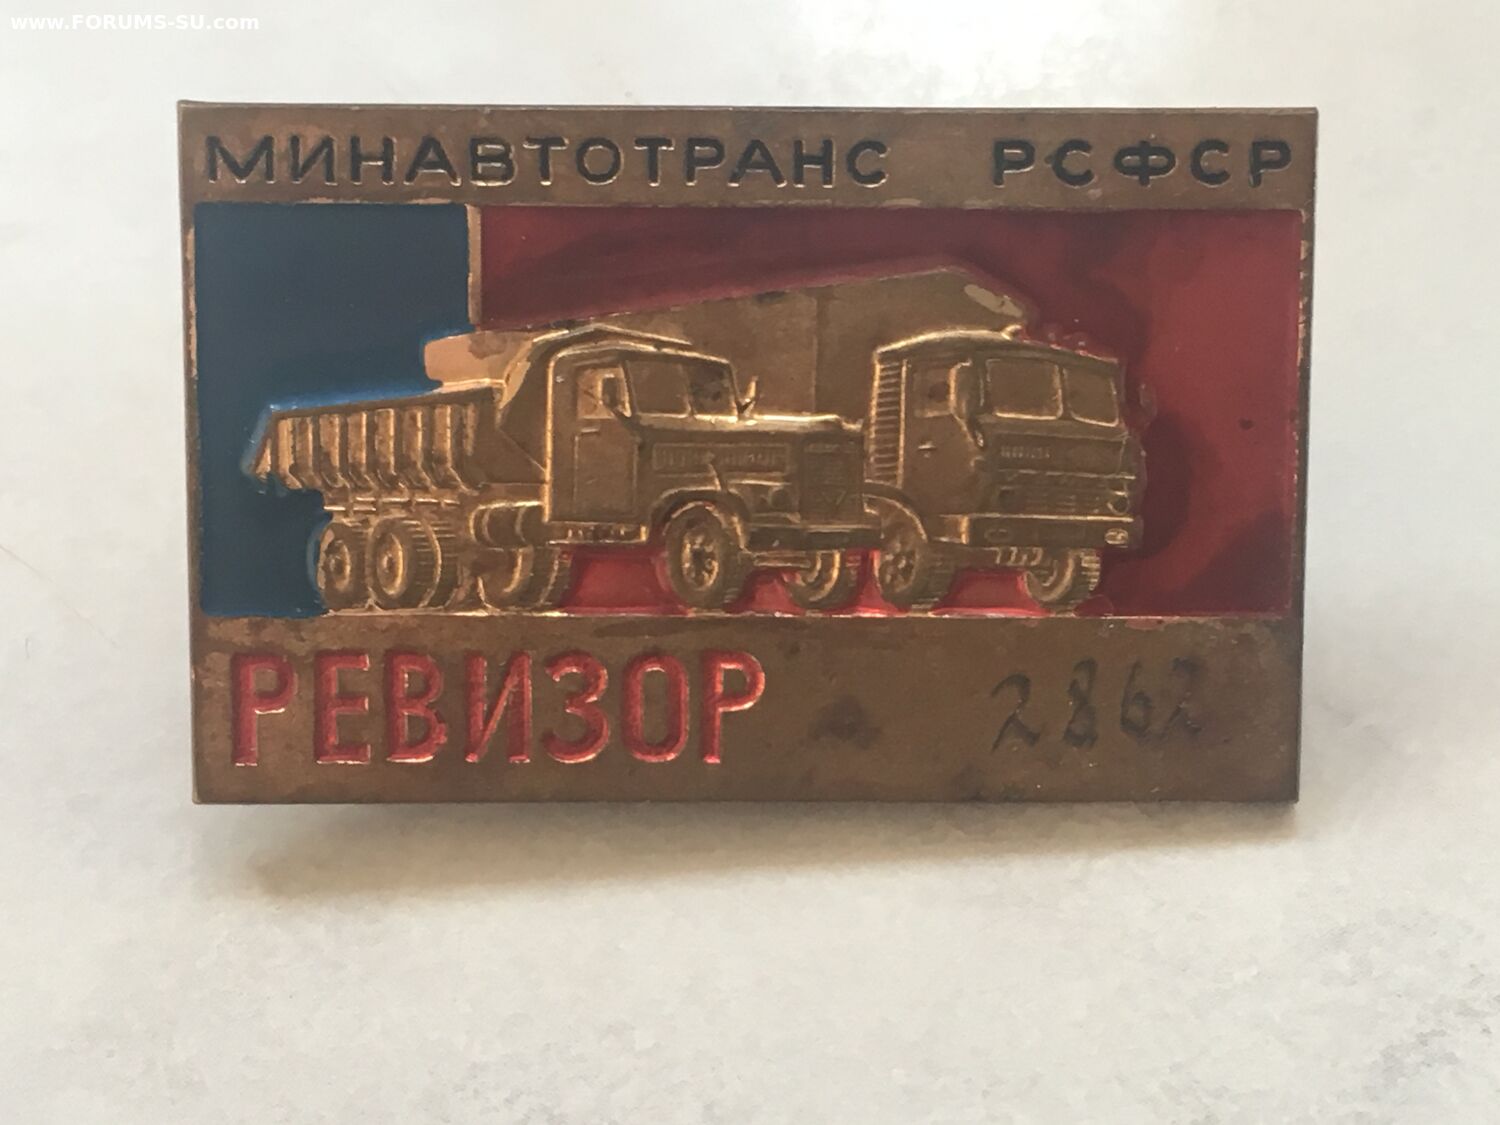 www.FORUMS-SU.com
МИНАВТОТРАНС РСФСР
РЕВИЗОР 2862